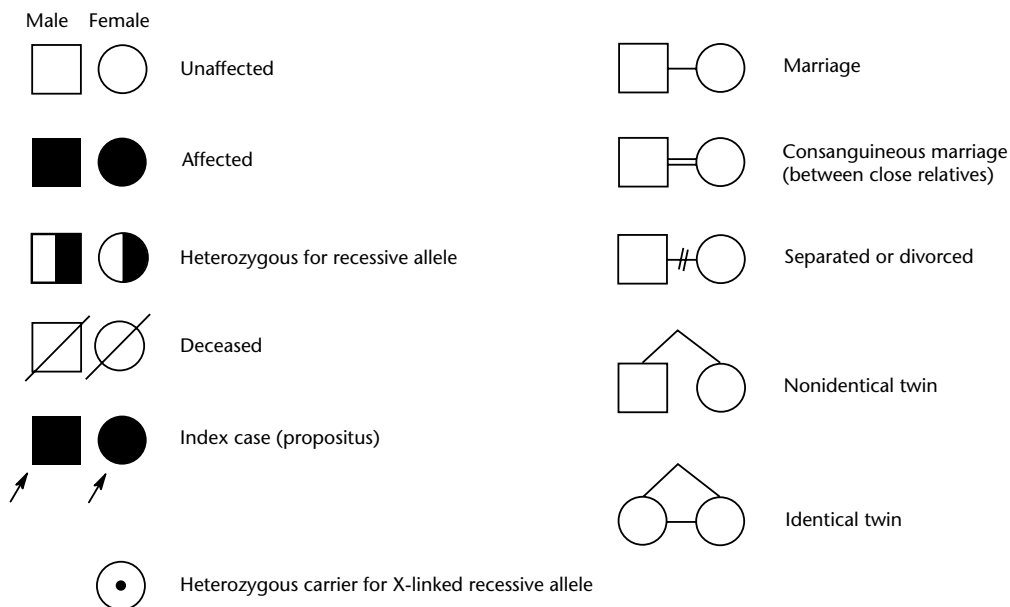 Male Female
Unaffected
Affected
Heterozygous for recessive allele
Deceased
Index case (propositus)
Heterozygous carrier for X-linked recessive allele
Marriage
Consanguineous marriage
(between close relatives)
Separated or divorced
Nonidentical twin
Identical twin